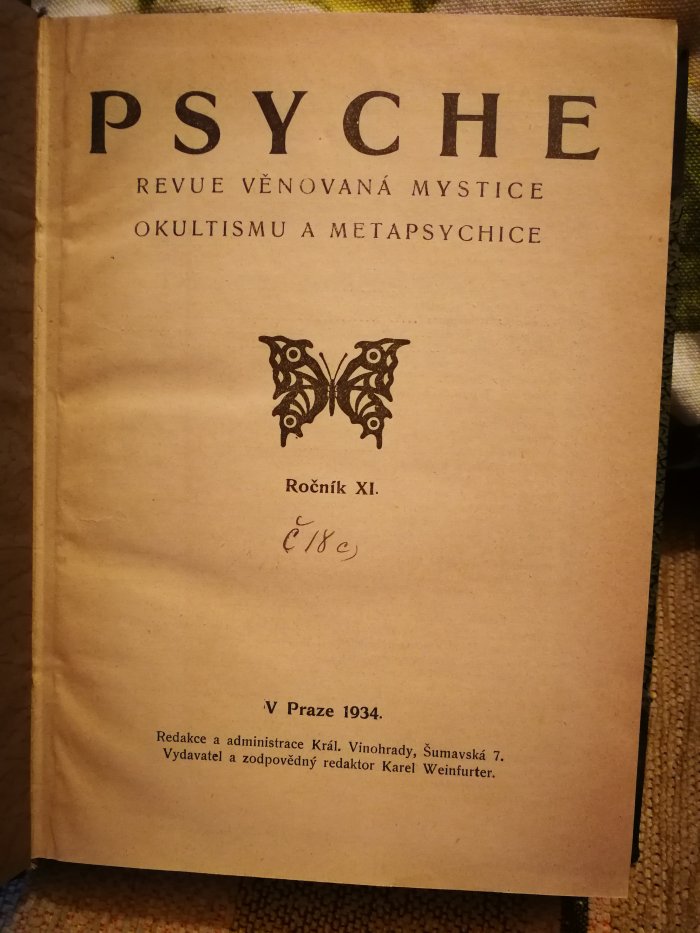 PSYCHE
REVUE VĚNOVANÁ MYSTICE
OKULTISMU A METAPSYCHICE
Ročník XI.
Č 18 c)
V Praze 1934.
Redakce a administrace Král. Vinohrady, Šumavská 7.
Vydavatel a zodpovědný redaktor Karel Weinfurter.